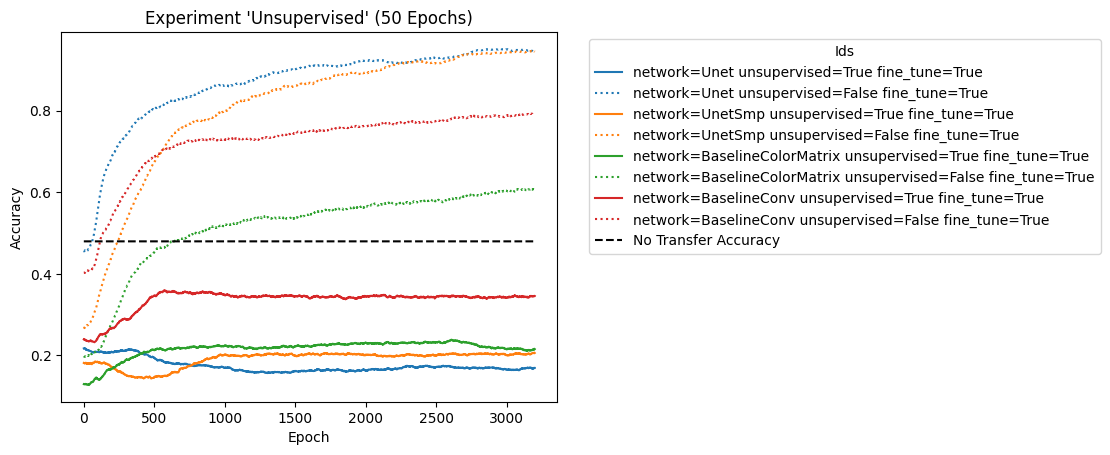 Experiment 'Unsupervised' (50 Epochs)
Accuracy
0.8
0.6
0.4
0.2
0
500
1000
1500
2000
2500
3000
Epoch
Ids
network=Unet unsupervised=True fine_tune=True
network=Unet unsupervised=False fine_tune=True
network=UnetSmp unsupervised=True fine_tune=True
network=UnetSmp unsupervised=False fine_tune=True
network=BaselineColorMatrix unsupervised=True fine_tune=True
network=BaselineColorMatrix unsupervised=False fine_tune=True
network=BaselineConv unsupervised=True fine_tune=True
network=BaselineConv unsupervised=False fine_tune=True
No Transfer Accuracy